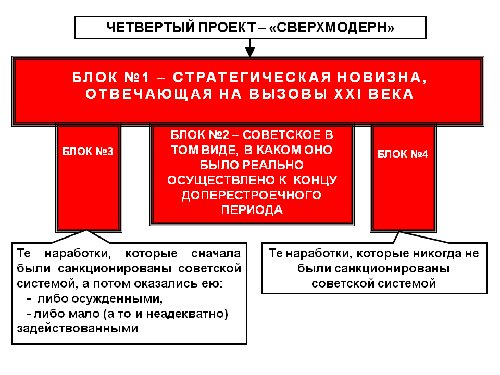 ЧЕТВЕРТЫЙ ПРОЕКТ – «СВЕРХМОДЕРН»
БЛОК №1 – СТРАТЕГИЧЕСКАЯ НОВИЗНА,
ОТВЕЧАЮЩАЯ НА ВЫЗОВЫ XXI ВЕКА
БЛОК №3
БЛОК №2 – СОВЕТСКОЕ В
ТОМ ВИДЕ, В КАКОМ ОНО
БЫЛО РЕАЛЬНО
ОСУЩЕСТВЛЕНО К КОНЦУ
ДОПЕРЕСТРОЕЧНОГО
ПЕРИОДА
БЛОК №4
Те наработки, которые сначала
были санкционированы советской
системой, а потом оказались ею:
- либо осужденными,
- либо мало (а то и неадекватно)
задействованными
Те наработки, которые никогда не
были санкционированы
советской системой